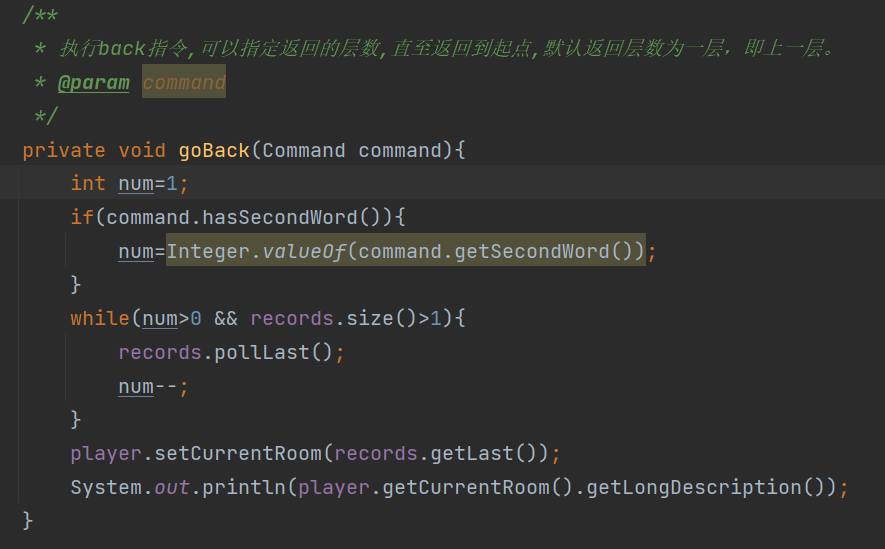 /**
 * 执行back指令,可以指定返回的层数,直至返回到起点,默认返回层数为一层，即上一层。
 * @param command
 */
private void goBack(Command command){
    int num=1;
    if(command.hasSecondWord()){
        num=Integer.valueOf(command.getSecondWord());
    }
    while(num>0 && records.size()>1){
        records.pollLast();
        num--;
    }
    player.setCurrentRoom(records.getLast());
    System.out.println(player.getCurrentRoom().getLongDescription());
}